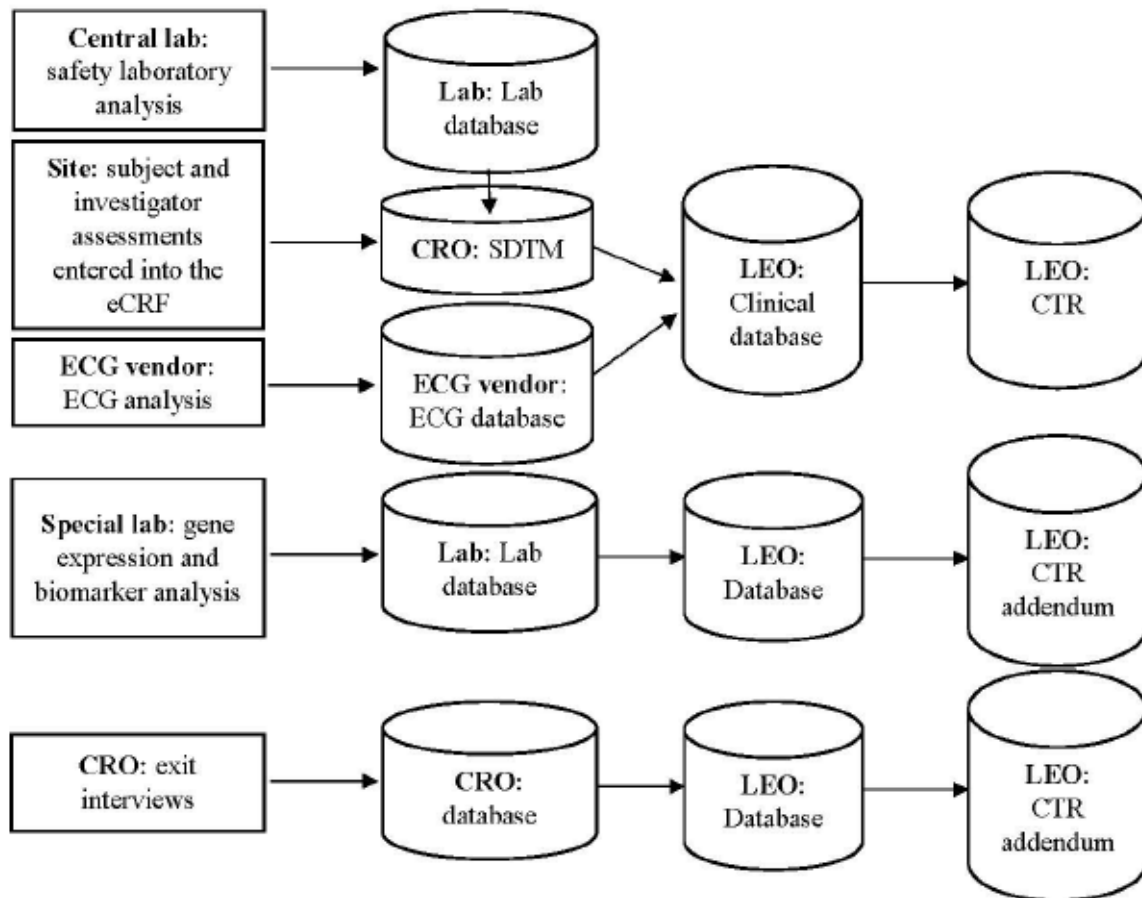 Central lab:
safety laboratory
analysis
Lab: Lab
database
Site: subject and
investigator
assessments
entered into the
eCRF
CRO: SDTM
LEO:
Clinical
database
LEO:
CTR
ECG vendor:
ECG analysis
ECG vendor:
ECG database
Special lab: gene
expression and
biomarker analysis
Lab: Lab
database
LEO:
Database
LEO:
CTR
addendum
CRO: exit
interviews
CRO:
database
LEO:
Database
LEO:
CTR
addendum